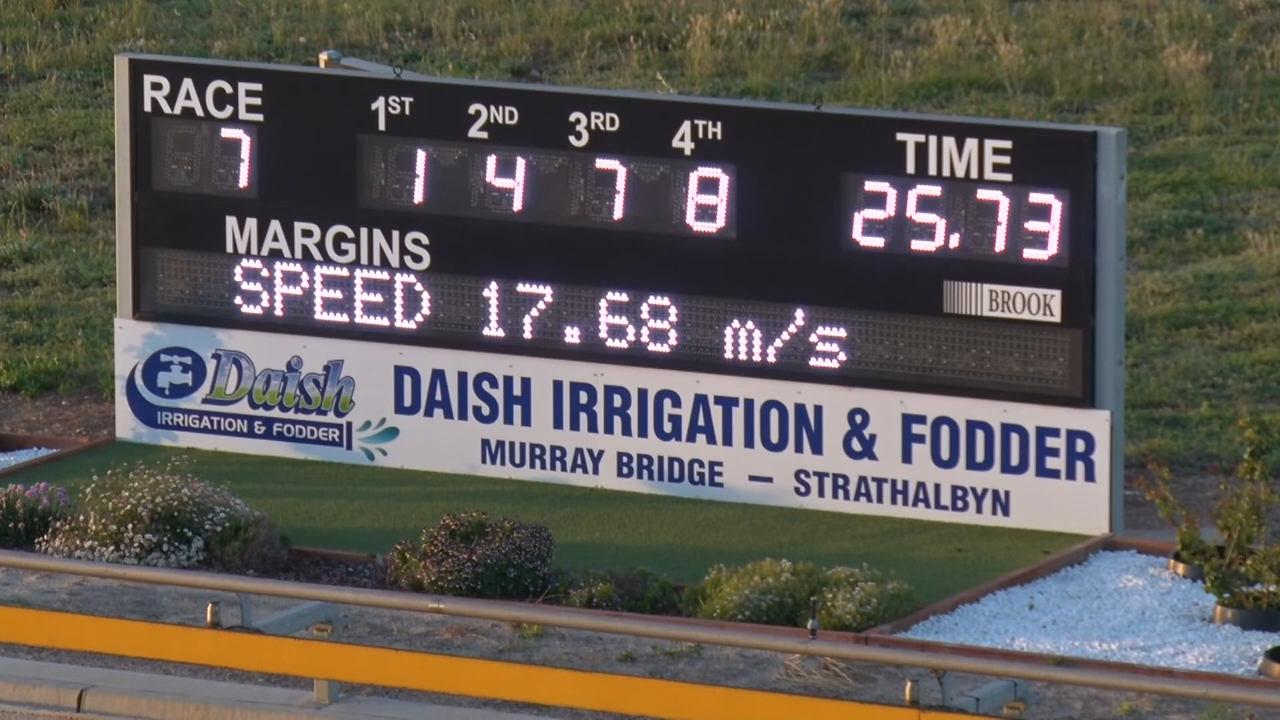 RACE 1ST 2ND 3RD 4TH TIME
7 1 4 7 8 25.73
MARGINS
SPEED 17.68 m/s
BROOK
Daish
IRRIGATION & FODDER
DAISH IRRIGATION & FODDER
MURRAY BRIDGE — STRATHALBYN